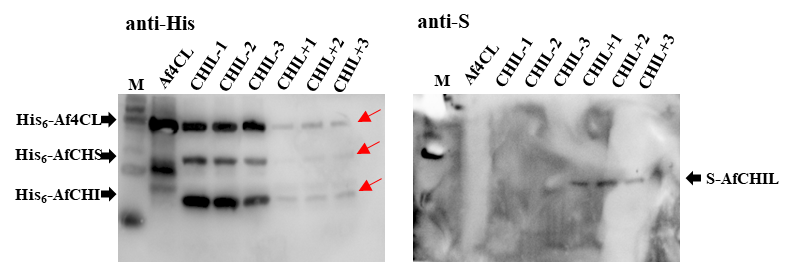 anti-His
M Af4CL CHIL-1 CHIL-2 CHIL-3 CHIL+1 CHIL+2 CHIL+3
His6-Af4CL
His6-AfCHS
His6-AfCHI
anti-S
M Af4CL CHIL-1 CHIL-2 CHIL-3 CHIL+1 CHIL+2 CHIL+3
S-AfCHIL